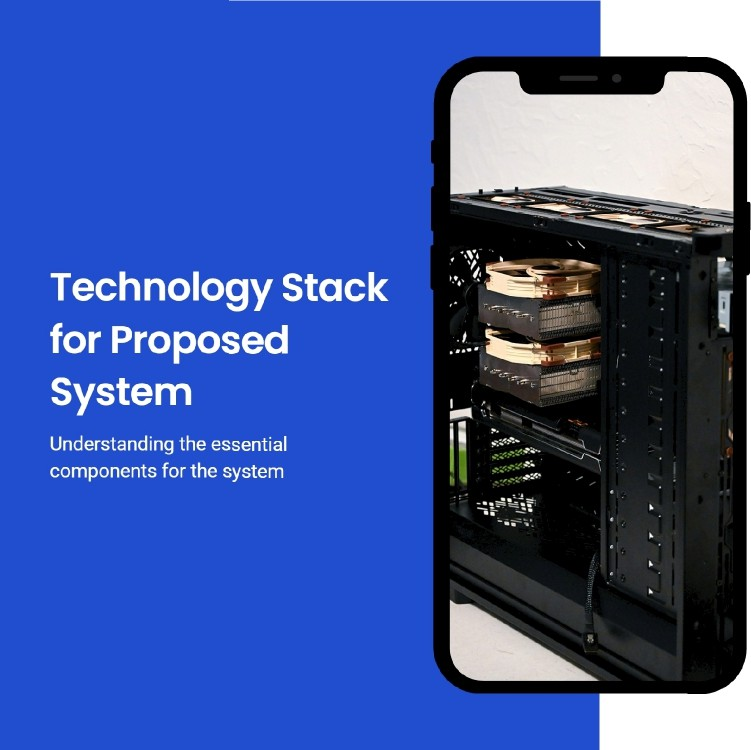 Technology Stack
for Proposed
System
Understanding the essential
components for the system